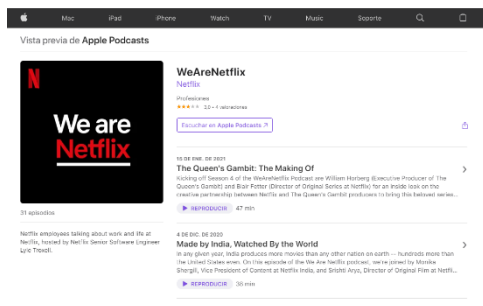 Mac iPad iPhone Watch TV Music Soporte
Vista previa de Apple Podcasts
N
We are
Netflix
WeAreNetflix
Netflix
Profesiones
Escuchar en Apple Podcasts ↗
15 DE ENE. DE 2021
The Queen's Gambit: The Making Of
Kicking off Season 4 of the WeAreNetflix Podcast are William Horberg (Executive Producer of The
Queen's Gambit) and Blair Fetter (Director of Original Series at Netflix) for an inside look on the
creative partnership between Netflix and The Queen's Gambit producers to bring this beloved series...
REPRODUCIR 47 min
31 episodios
Netflix employees talking about work and life at
Netflix, hosted by Netflix Senior Software Engineer
Lyle Troxell.
4 DE DIC. DE 2020
Made by India, Watched By the World
In any given year, India produces more movies than any other nation on earth — hundreds more than
the United States even. On this episode of the We Are Netflix podcast, we're joined by Monika
Shergill, Vice President of Content at Netflix India, and Srishti Arya, Director of Original Film at Netfli...
REPRODUCIR 36 min